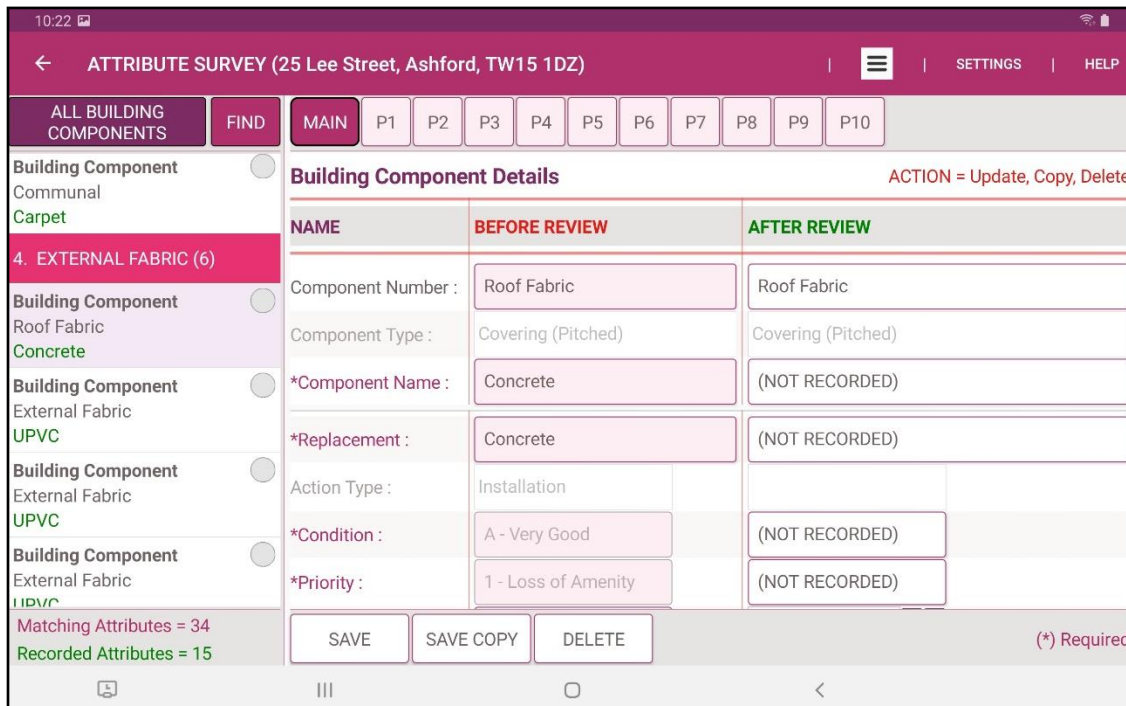 10:22
ATTRIBUTE SURVEY (25 Lee Street, Ashford, TW15 1DZ) | | SETTINGS | HELP
ALL BUILDING
COMPONENTS
FIND
MAIN P1 P2 P3 P4 P5 P6 P7 P8 P9 P10
Building Component
Communal
Carpet
4. EXTERNAL FABRIC (6)
Building Component
Roof Fabric
Concrete
Building Component
External Fabric
UPVC
Building Component
External Fabric
UPVC
Building Component
External Fabric
UPVC
Matching Attributes = 34
Recorded Attributes = 15
Building Component Details ACTION = Update, Copy, Delete
NAME BEFORE REVIEW AFTER REVIEW
Component Number : Roof Fabric Roof Fabric
Component Type : Covering (Pitched) Covering (Pitched)
*Component Name : Concrete (NOT RECORDED)
*Replacement : Concrete (NOT RECORDED)
Action Type : Installation
*Condition : A - Very Good (NOT RECORDED)
*Priority : 1 - Loss of Amenity (NOT RECORDED)
SAVE SAVE COPY DELETE (*) Required